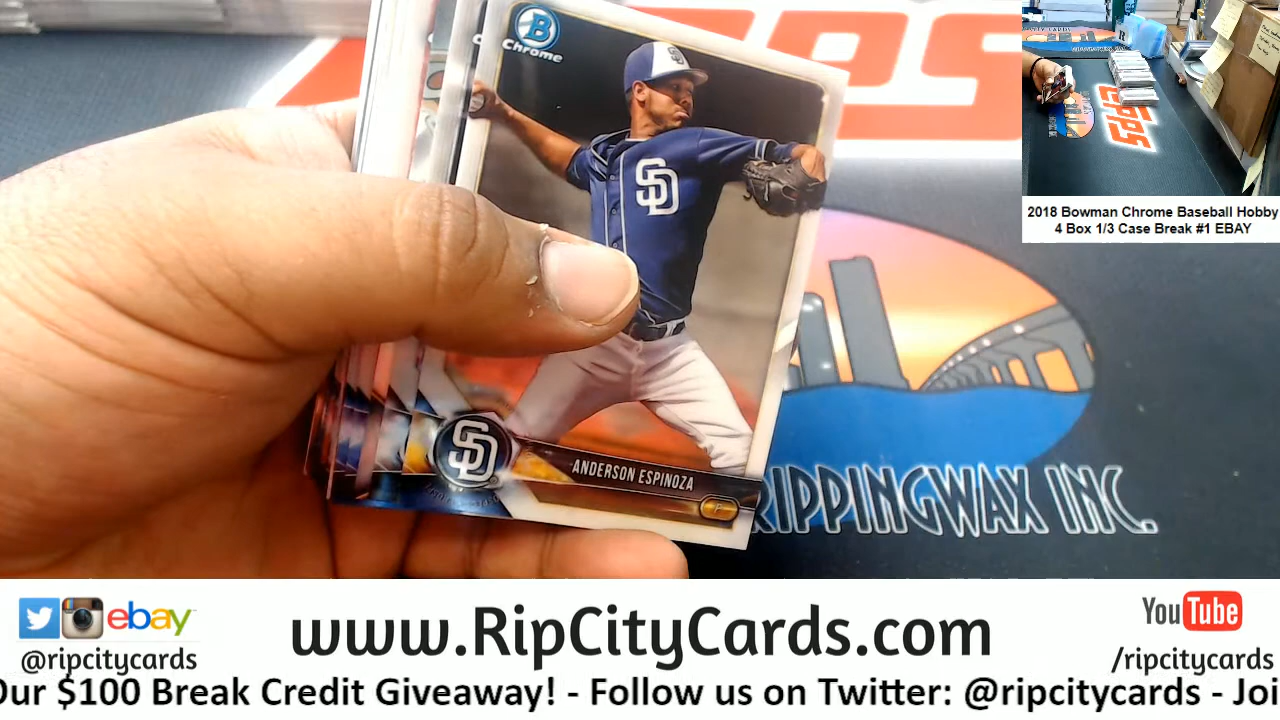 B
Chrome
SD
SD
SD
ANDERSON ESPINOZA
P
RIPPINGWAX INC.
2018 Bowman Chrome Baseball Hobby
4 Box 1/3 Case Break #1 EBAY
ebay
@ripcitycards
www.RipCityCards.com
YouTube
/ripcitycards
Our $100 Break Credit Giveaway! - Follow us on Twitter: @ripcitycards - Joi